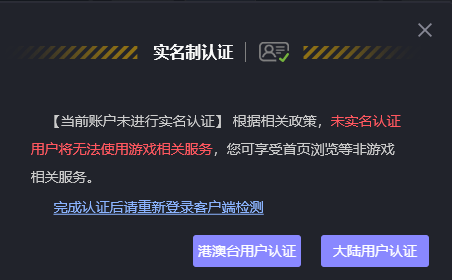 实名制认证
【当前账户未进行实名认证】 根据相关政策，未实名认证
用户将无法使用游戏相关服务，您可享受首页浏览等非游戏
相关服务。
完成认证后请重新登录客户端检测
港澳台用户认证 大陆用户认证